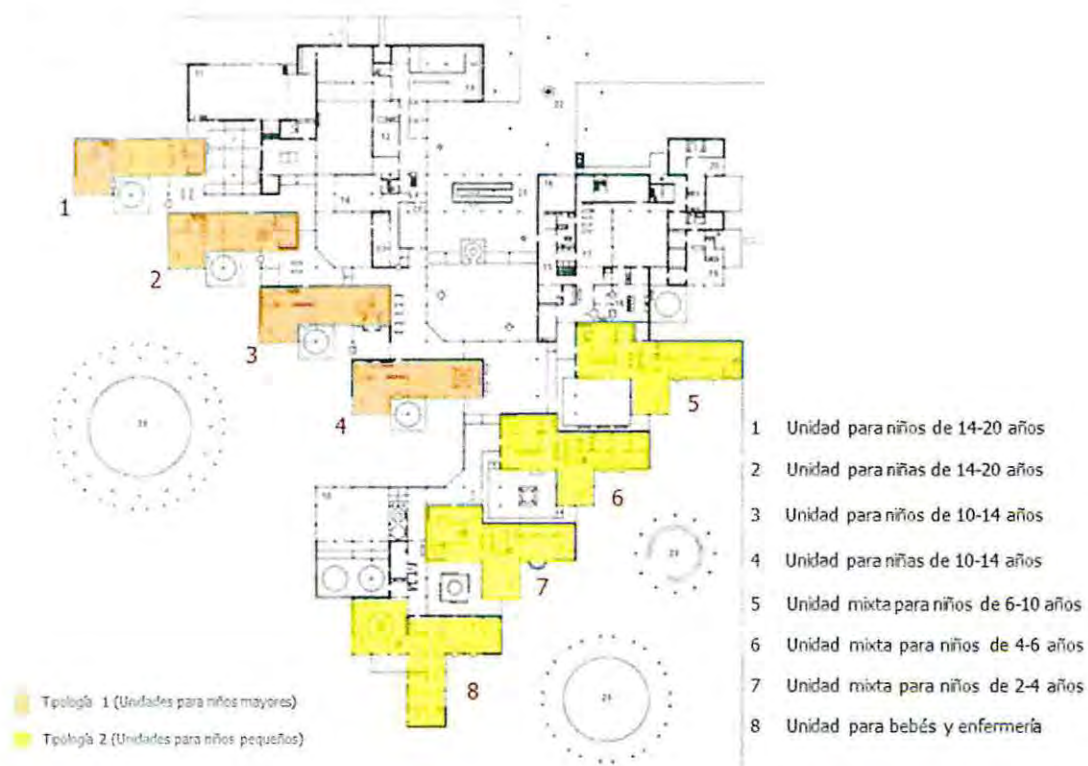 1
2
3
4
5
6
7
8
1 Unidad para niños de 14-20 años
2 Unidad para niñas de 14-20 años
3 Unidad para niños de 10-14 años
4 Unidad para niñas de 10-14 años
5 Unidad mixta para niños de 6-10 años
6 Unidad mixta para niños de 4-6 años
7 Unidad mixta para niños de 2-4 años
8 Unidad para bebés y enfermería
Tipología 1 (Unidades para niños mayores)
Tipología 2 (Unidades para niños pequeños)